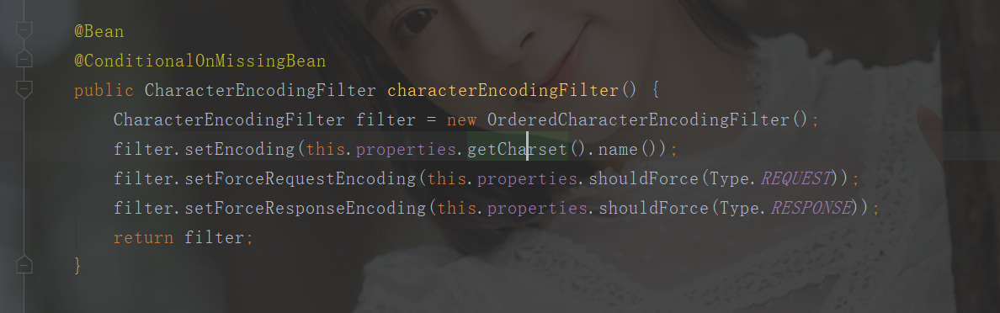 @Bean
@ConditionalOnMissingBean
public CharacterEncodingFilter characterEncodingFilter() {
CharacterEncodingFilter filter = new OrderedCharacterEncodingFilter();
filter.setEncoding(this.properties.getCharset().name());
filter.setForceRequestEncoding(this.properties.shouldForce(Type.REQUEST));
filter.setForceResponseEncoding(this.properties.shouldForce(Type.RESPONSE));
return filter;
}